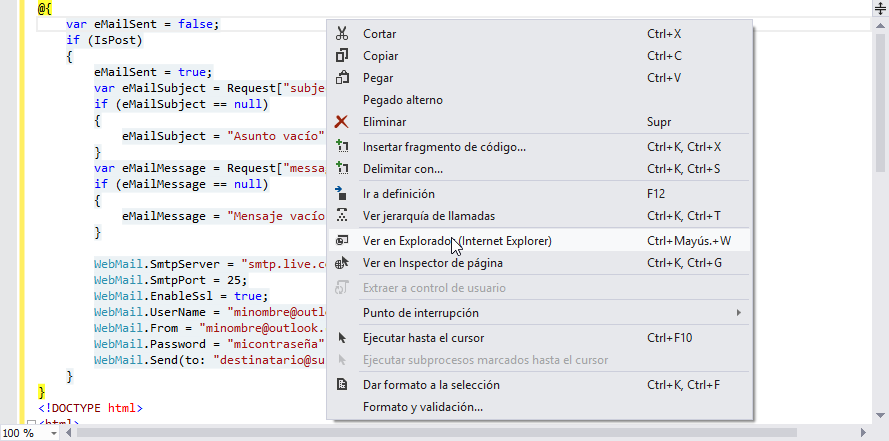 @{
var eMailSent = false;
if (IsPost)
{
eMailSent = true;
var eMailSubject = Request["subje
if (eMailSubject == null)
{
eMailSubject = "Asunto vacío"
}
var eMailMessage = Request["messa
if (eMailMessage == null)
{
eMailMessage = "Mensaje vacío
}
WebMail.SmtpServer = "smtp.live.co
WebMail.SmtpPort = 25;
WebMail.EnableSsl = true;
WebMail.UserName = "minombre@outlo
WebMail.From = "minombre@outlook.
WebMail.Password = "micontraseña"
WebMail.Send(to: "destinatario@su
}
}
<!DOCTYPE html>
<html>
100 %
Cortar Ctrl+X
Copiar Ctrl+C
Pegar Ctrl+V
Pegado alterno
Eliminar Supr
Insertar fragmento de código... Ctrl+K, Ctrl+X
Delimitar con... Ctrl+K, Ctrl+S
Ir a definición F12
Ver jerarquía de llamadas Ctrl+K, Ctrl+T
Ver en Explorador (Internet Explorer) Ctrl+Mayús.+W
Ver en Inspector de página Ctrl+K, Ctrl+G
Extraer a control de usuario
Punto de interrupción
Ejecutar hasta el cursor Ctrl+F10
Ejecutar subprocesos marcados hasta el cursor
Dar formato a la selección Ctrl+K, Ctrl+F
Formato y validación...